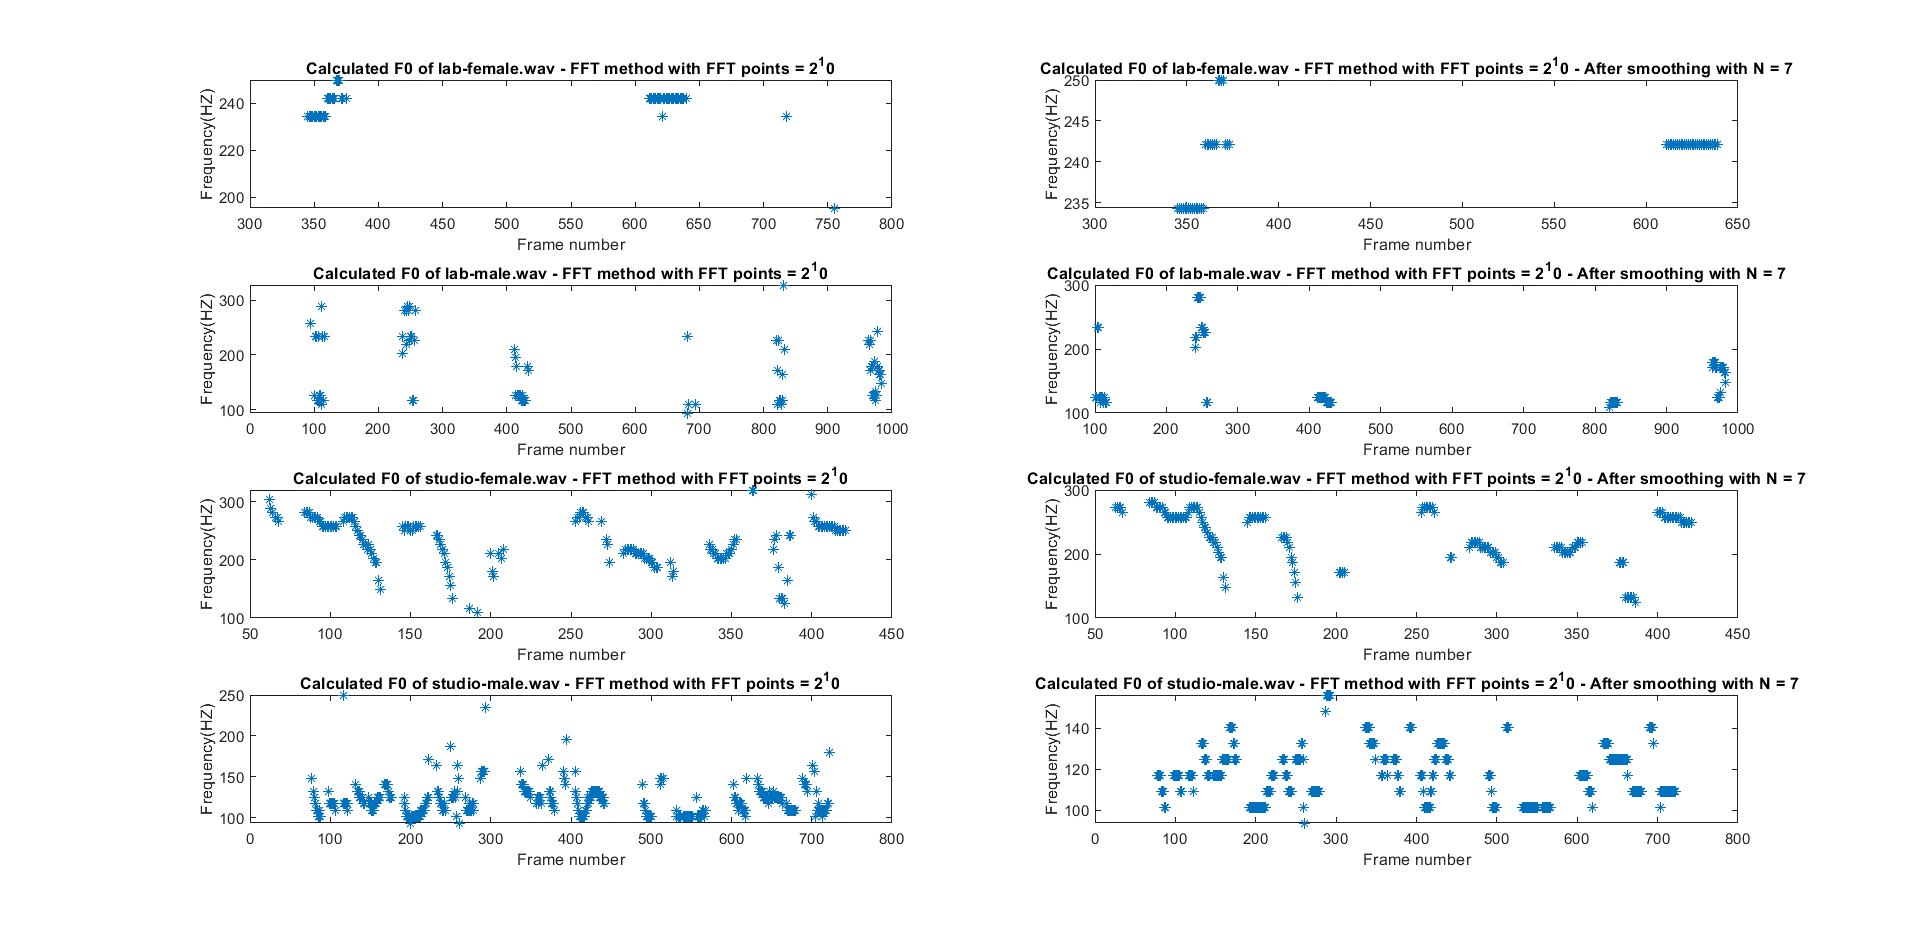 Calculated F0 of lab-female.wav - FFT method with FFT points = 2^10
Frequency(HZ)
240
220
200
300 350 400 450 500 550 600 650 700 750 800
Frame number
Calculated F0 of lab-female.wav - FFT method with FFT points = 2^10 - After smoothing with N = 7
Frequency(HZ)
250
245
240
235
300 350 400 450 500 550 600 650
Frame number
Calculated F0 of lab-male.wav - FFT method with FFT points = 2^10
Frequency(HZ)
300
200
100
0 100 200 300 400 500 600 700 800 900 1000
Frame number
Calculated F0 of lab-male.wav - FFT method with FFT points = 2^10 - After smoothing with N = 7
Frequency(HZ)
300
200
100
100 200 300 400 500 600 700 800 900 1000
Frame number
Calculated F0 of studio-female.wav - FFT method with FFT points = 2^10
Frequency(HZ)
300
200
100
50 100 150 200 250 300 350 400 450
Frame number
Calculated F0 of studio-female.wav - FFT method with FFT points = 2^10 - After smoothing with N = 7
Frequency(HZ)
300
200
100
50 100 150 200 250 300 350 400 450
Frame number
Calculated F0 of studio-male.wav - FFT method with FFT points = 2^10
Frequency(HZ)
250
200
150
100
0 100 200 300 400 500 600 700 800
Frame number
Calculated F0 of studio-male.wav - FFT method with FFT points = 2^10 - After smoothing with N = 7
Frequency(HZ)
140
120
100
0 100 200 300 400 500 600 700 800
Frame number